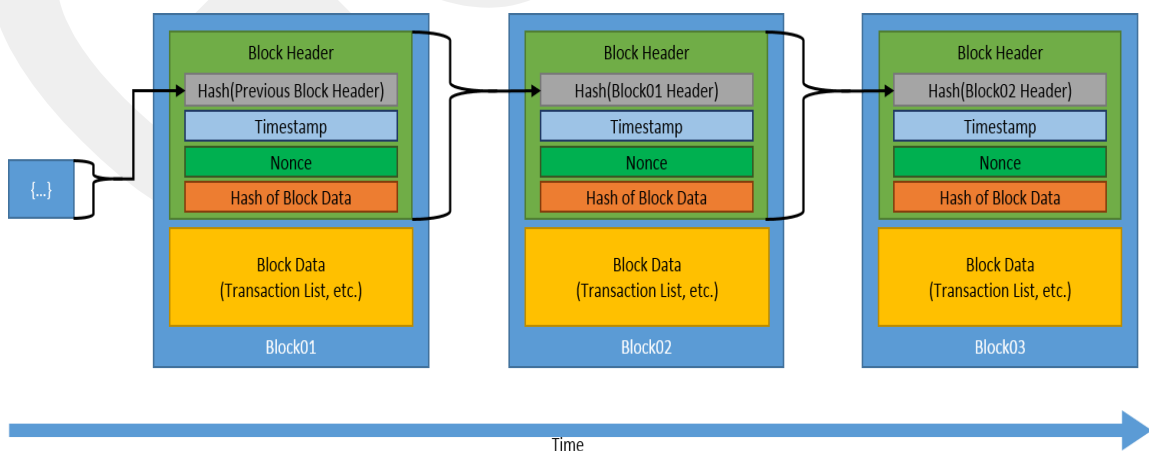 {...}
Block Header
Hash(Previous Block Header)
Timestamp
Nonce
Hash of Block Data
Block Data
(Transaction List, etc.)
Block01
Block Header
Hash(Block01 Header)
Timestamp
Nonce
Hash of Block Data
Block Data
(Transaction List, etc.)
Block02
Block Header
Hash(Block02 Header)
Timestamp
Nonce
Hash of Block Data
Block Data
(Transaction List, etc.)
Block03
Time